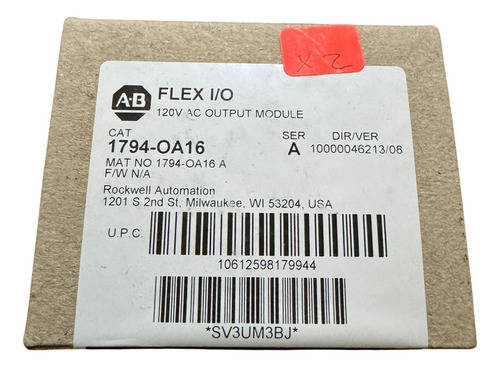 X2
A-B
FLEX I/O
120V AC OUTPUT MODULE
CAT
1794-OA16
SER
A
DIR/VER
10000046213/08
MAT NO 1794-OA16 A
F/W N/A
Rockwell Automation
1201 S 2nd St, Milwaukee, WI 53204, USA
U.P.C.
10612598179944
*SV3UM3BJ*